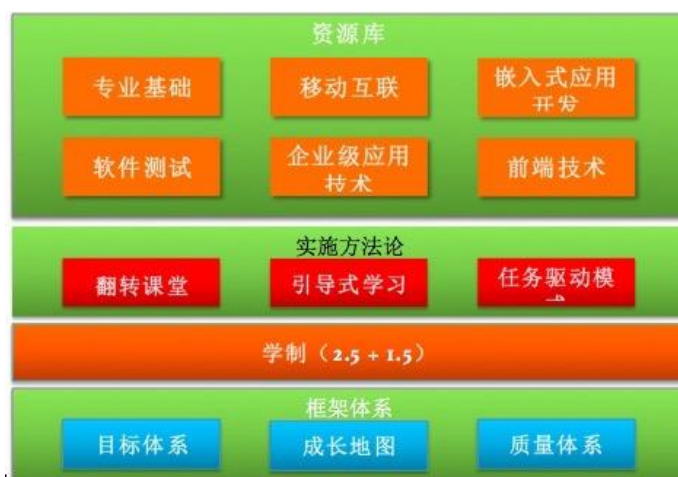 资源库
专业基础
移动互联
嵌入式应用
开发
软件测试
企业级应用
技术
前端技术
实施方法论
翻转课堂
引导式学习
任务驱动模
学制（2.5 + 1.5）
框架体系
目标体系
成长地图
质量体系